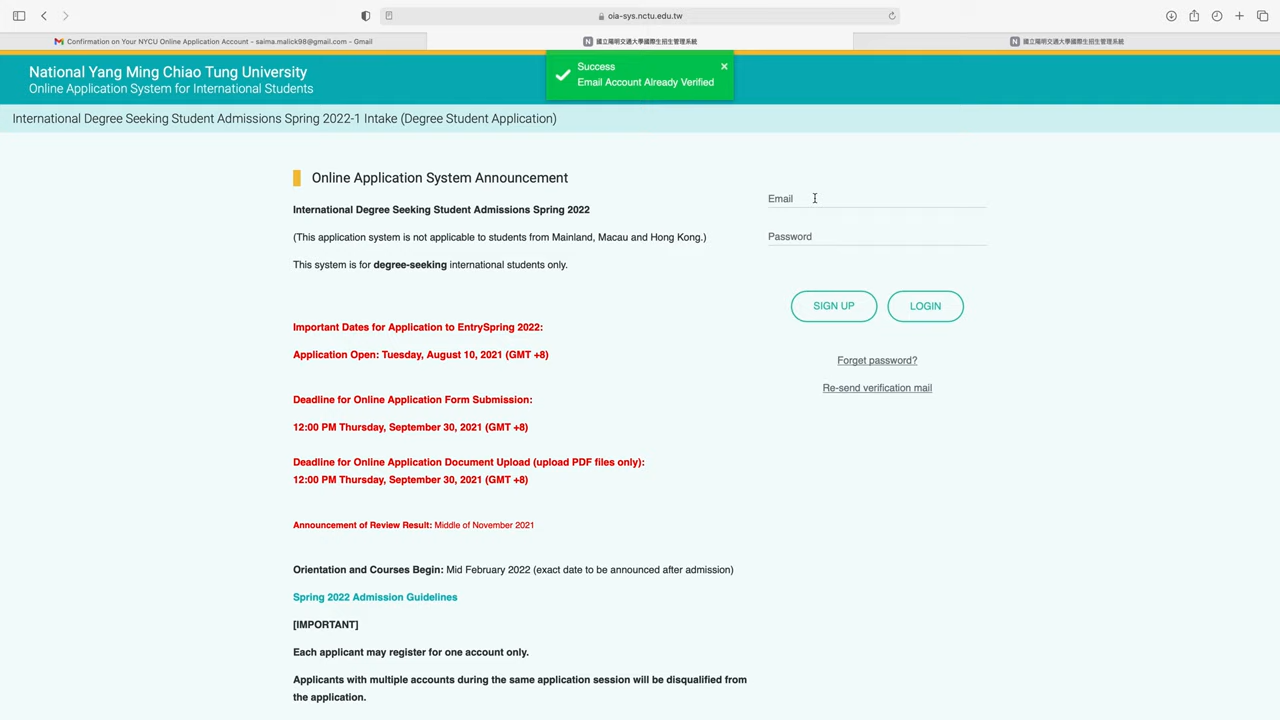 oia-sys.nctu.edu.tw
Confirmation on Your NYCU Online Application Account - saima.malick98@gmail.com - Gmail
N 國立陽明交通大學國際生招生管理系統
N 國立陽明交通大學國際生招生管理系統
National Yang Ming Chiao Tung University
Online Application System for International Students
Success
Email Account Already Verified
International Degree Seeking Student Admissions Spring 2022-1 Intake (Degree Student Application)
Online Application System Announcement
International Degree Seeking Student Admissions Spring 2022
(This application system is not applicable to students from Mainland, Macau and Hong Kong.)
This system is for degree-seeking international students only.
Important Dates for Application to EntrySpring 2022:
Application Open: Tuesday, August 10, 2021 (GMT +8)
Deadline for Online Application Form Submission:
12:00 PM Thursday, September 30, 2021 (GMT +8)
Deadline for Online Application Document Upload (upload PDF files only):
12:00 PM Thursday, September 30, 2021 (GMT +8)
Announcement of Review Result: Middle of November 2021
Orientation and Courses Begin: Mid February 2022 (exact date to be announced after admission)
Spring 2022 Admission Guidelines
[IMPORTANT]
Each applicant may register for one account only.
Applicants with multiple accounts during the same application session will be disqualified from
the application.
Email
Password
SIGN UP
LOGIN
Forget password?
Re-send verification mail